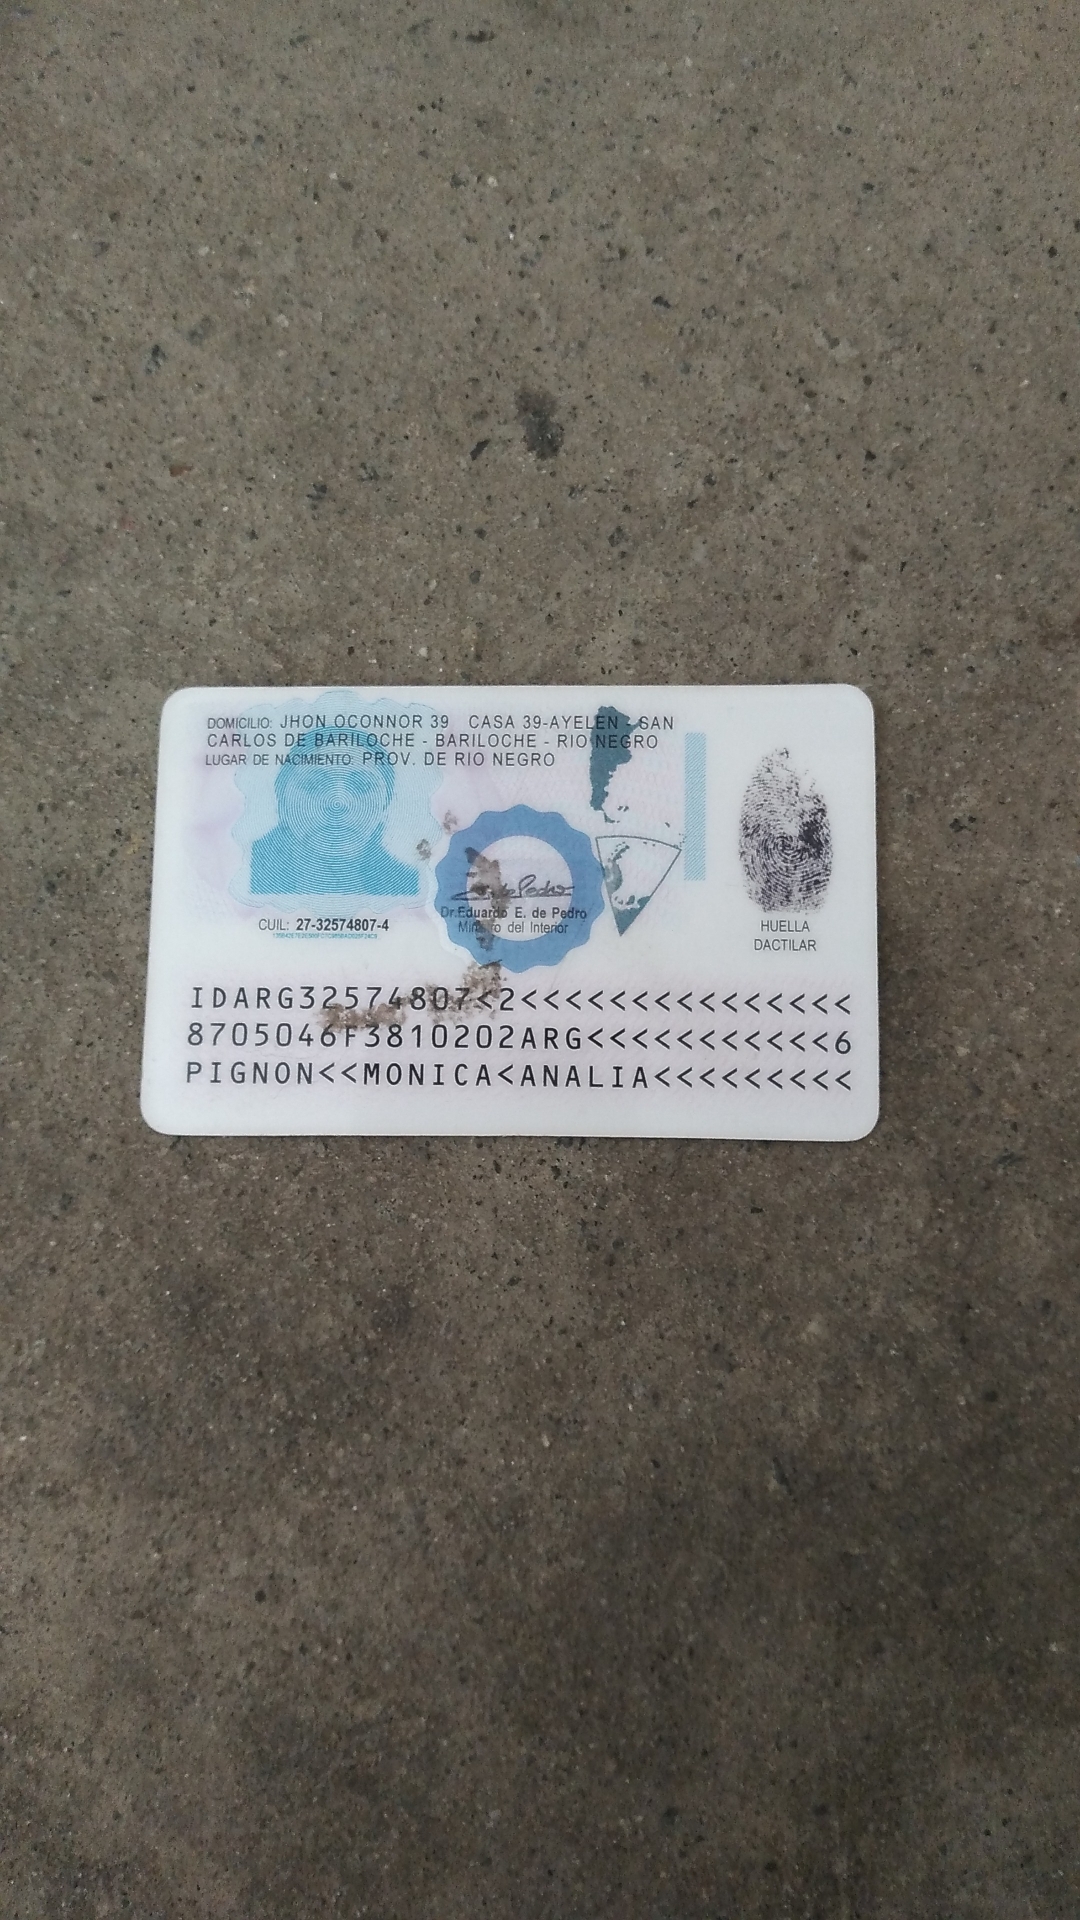 DOMICILIO: JHON OCONNOR 39 CASA 39-AYELEN - SAN
CARLOS DE BARILOCHE - BARILOCHE - RIO NEGRO
LUGAR DE NACIMIENTO: PROV. DE RIO NEGRO
CUIL: 27-32574807-4
Dr.Eduardo E. de Pedro
Ministro del Interior
HUELLA
DACTILAR
IDARG32574807<2<<<<<<<<<<<<<<<
8705046F3810202ARG<<<<<<<<<<<6
PIGNON<<MONICA<ANALIA<<<<<<<<<